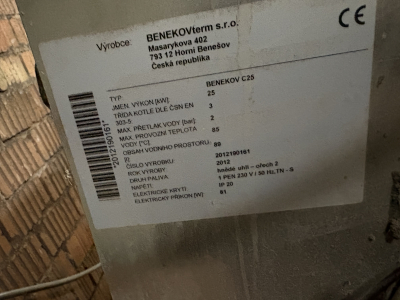 Výrobce:
BENEKOVterm s.r.o.
Masarykova 402
793 12 Horní Benešov
Česká republika
CE
TYP BENEKOV C25
JMEN. VÝKON [kW] 25
TŘÍDA KOTLE DLE ČSN EN 303-5 3
MAX. PŘETLAK VODY [bar] 2
MAX. PROVOZNÍ TEPLOTA VODY [°C] 85
OBSAH VODNÍHO PROSTORU [l] 80
ČÍSLO VÝROBKU 2012190161
ROK VÝROBY 2012
DRUH PALIVA hnědé uhlí - ořech 2
NAPĚTÍ 1 PEN 230 V / 50 Hz,TN - S
ELEKTRICKÉ KRYTÍ IP 20
ELEKTRICKÝ PŘÍKON [W] 81
*2012190161*